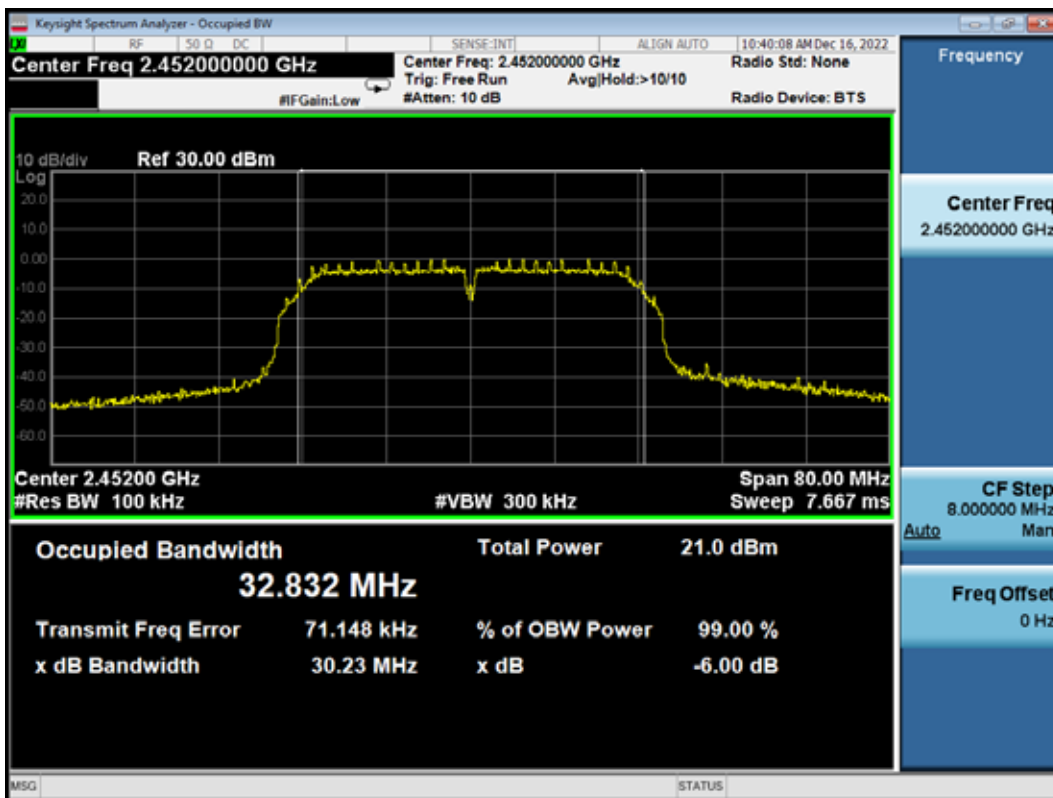 Keysight Spectrum Analyzer - Occupied BW
LXI RF 50 Ω DC SENSE:INT ALIGN AUTO 10:40:08 AM Dec 16, 2022
Center Freq 2.452000000 GHz
Center Freq: 2.452000000 GHz
Radio Std: None
Trig: Free Run Avg|Hold:>10/10
#IFGain:Low
#Atten: 10 dB
Radio Device: BTS
10 dB/div Ref 30.00 dBm
Log
20.0
10.0
0.00
-10.0
-20.0
-30.0
-40.0
-50.0
-60.0
Center 2.45200 GHz Span 80.00 MHz
#Res BW 100 kHz #VBW 300 kHz Sweep 7.667 ms
Occupied Bandwidth Total Power 21.0 dBm
32.832 MHz
Transmit Freq Error 71.148 kHz % of OBW Power 99.00 %
x dB Bandwidth 30.23 MHz x dB -6.00 dB
MSG STATUS
Frequency
Center Freq
2.452000000 GHz
CF Step
8.000000 MHz
Auto Man
Freq Offset
0 Hz